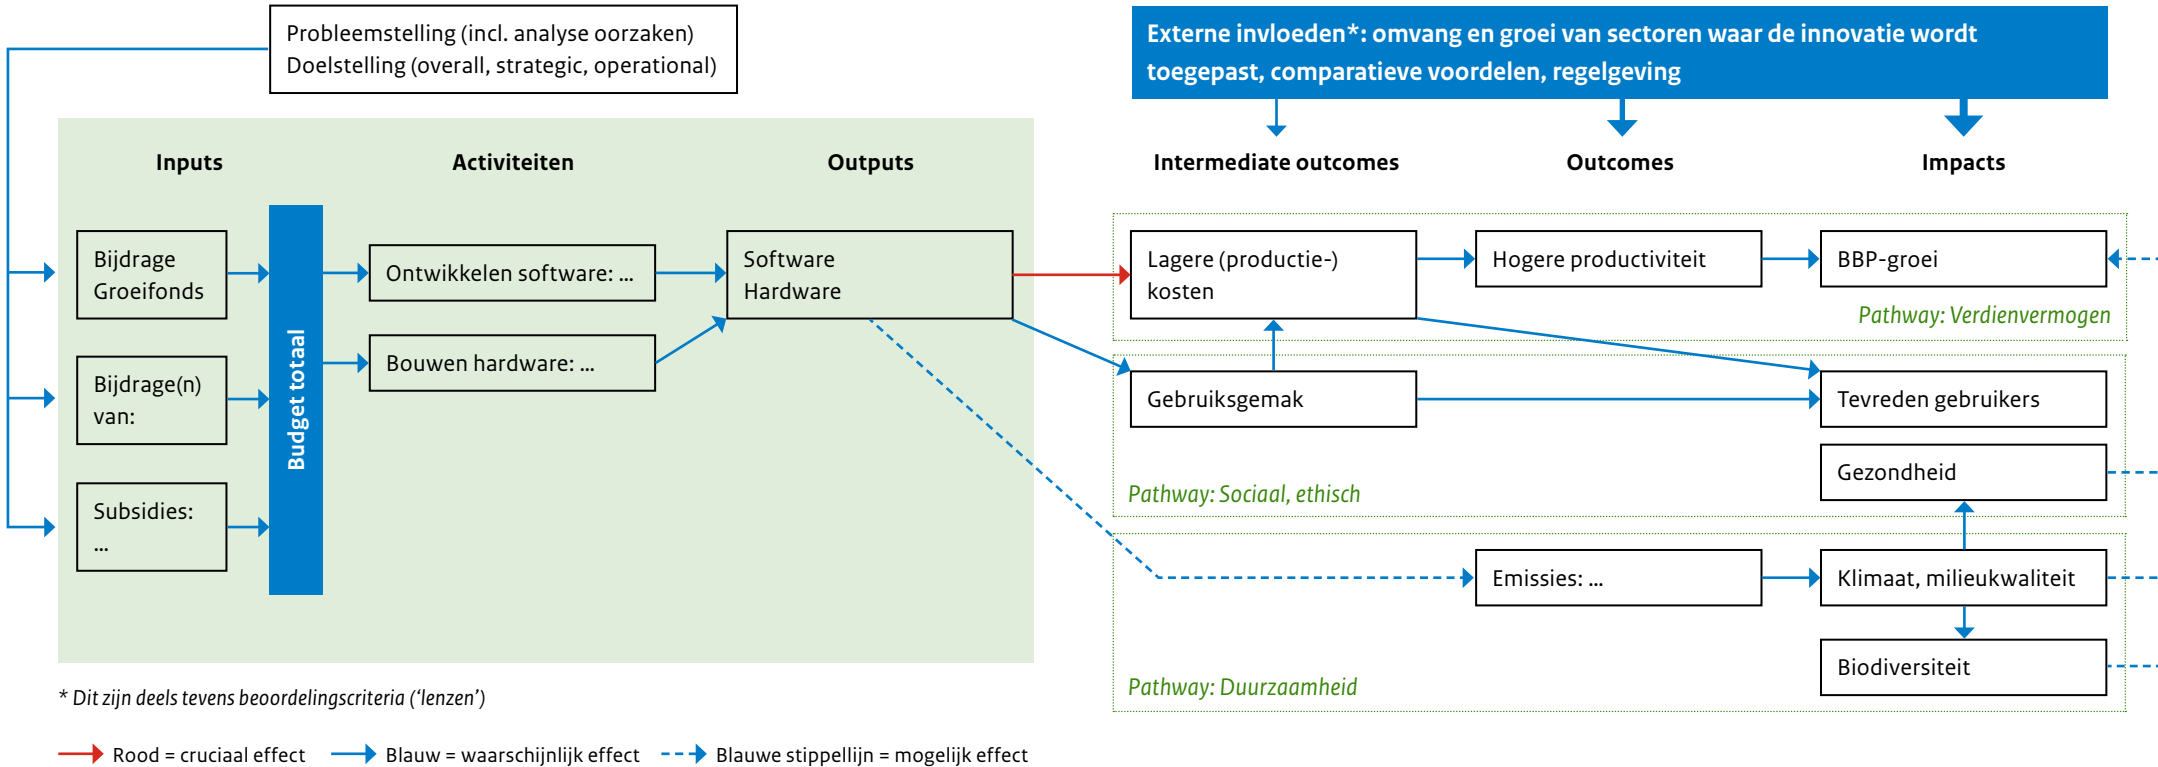 Probleemstelling (incl. analyse oorzaken)
Doelstelling (overall, strategic, operational)
Externe invloeden*: omvang en groei van sectoren waar de innovatie wordt
toegepast, comparatieve voordelen, regelgeving
Inputs
Activiteiten
Outputs
Intermediate outcomes
Outcomes
Impacts
Bijdrage
Groeifonds
Bijdrage(n)
van:
Subsidies:
...
Budget totaal
Ontwikkelen software: ...
Bouwen hardware: ...
Software
Hardware
Lagere (productie-)
kosten
Hogere productiviteit
BBP-groei
Pathway: Verdienvermogen
Gebruiksgemak
Tevreden gebruikers
Gezondheid
Pathway: Sociaal, ethisch
Emissies: ...
Klimaat, milieukwaliteit
Biodiversiteit
Pathway: Duurzaamheid
* Dit zijn deels tevens beoordelingscriteria (‘lenzen’)
Rood = cruciaal effect
Blauw = waarschijnlijk effect
Blauwe stippellijn = mogelijk effect